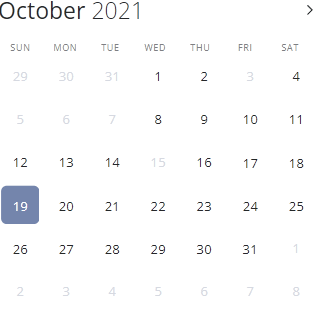 October 2021
SUN MON TUE WED THU FRI SAT
29 30 31 1 2 3 4
5 6 7 8 9 10 11
12 13 14 15 16 17 18
19 20 21 22 23 24 25
26 27 28 29 30 31 1
2 3 4 5 6 7 8